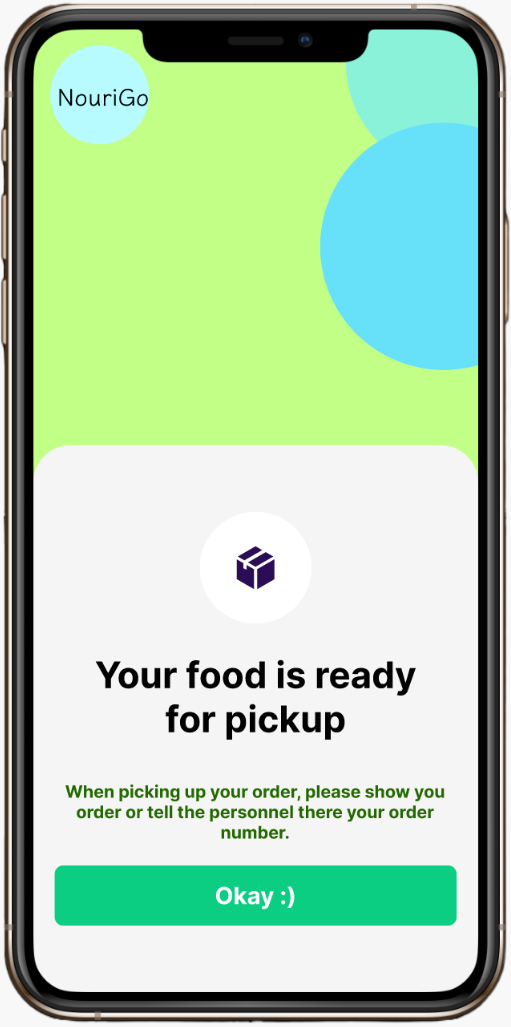 NouriGo
Your food is ready
for pickup
When picking up your order, please show you
order or tell the personnel there your order
number.
Okay :)